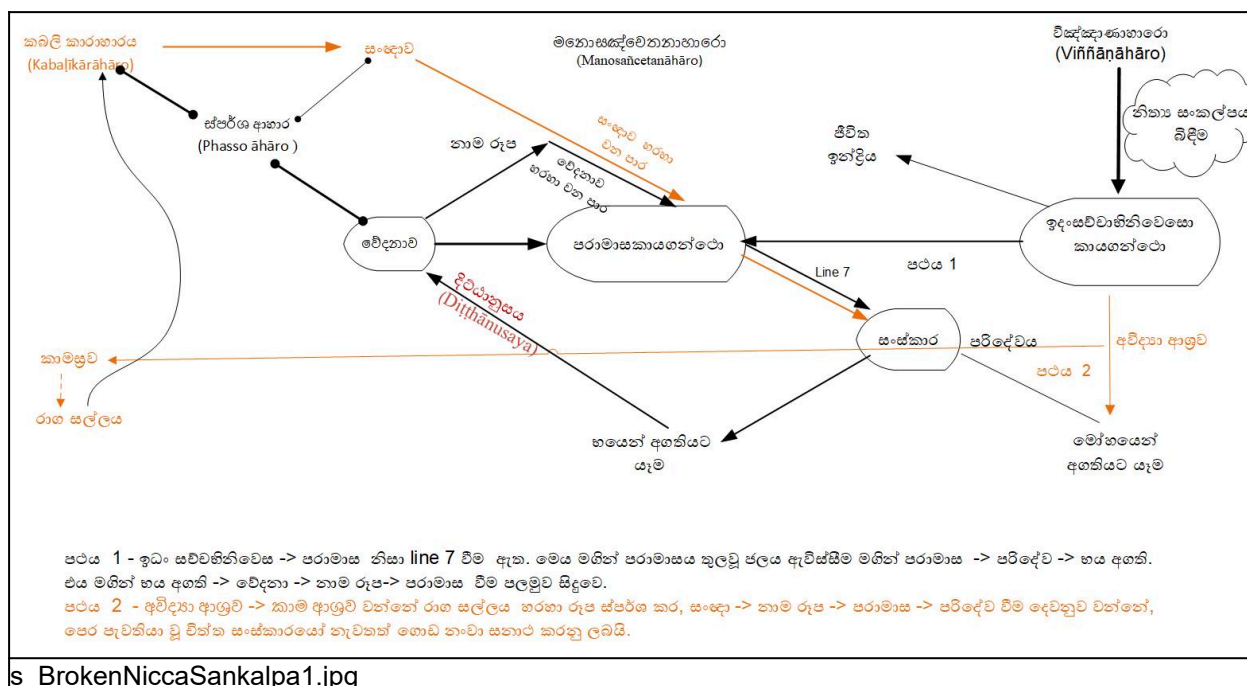 කබලි කාරාහාරය
(Kabaḷīkārāhāro)
සංඥාව
මනොසඤ්චෙතනාහාරො
(Manosañcetanāhāro)
වීඤ්ඤාණාහාරො
(Viññāṇāhāro)
නිත්‍ය සංකල්පය
බිඳීම
ස්පර්ශ ආහාර
(Phasso āhāro )
නාම රූප
සංඥාව හරහා
වන පාර
වේදනාව
හරහා වන පාර
ජීවිත
ඉන්ද්‍රිය
වේදනාව
පරාමාසකායගන්ථො
ඉදංසච්චාභිනිවෙසො
කායගන්ථො
පථය 1
Line 7
දිට්ඨානුසය
(Diṭṭhānusaya)
සංස්කාර
පරිදේවය
කාමස්‍රව
අවිද්‍යා ආශ්‍රව
පථය 2
රාග සල්ලය
භයෙන් අගතියට
යෑම
මෝහයෙන්
අගතියට යෑම
පථය 1 - ඉධං සච්චභිනිවෙස -> පරාමාස නිසා line 7 වීම ඇත. මෙය මගින් පරාමාසය තුලවූ ජලය ඇවිස්සීම මගින් පරාමාස -> පරිදේව -> භය අගති.
එය මගින් භය අගති -> වේදනා -> නාම රූප-> පරාමාස වීම පලමුව සිදුවෙ.
පථය 2 - අවිද්‍යා ආශ්‍රව -> කාම ආශ්‍රව වන්නේ රාග සල්ලය හරහා රූප ස්පර්ශ කර, සංඥා -> නාම රූප -> පරාමාස -> පරිදේව වීම දෙවනුව වන්නේ,
පෙර පැවතියා වූ චිත්ත සංස්කාරයෝ නැවතත් ගොඩ නංවා සනාථ කරනු ලබයි.
s_BrokenNiccaSankalpa1.jpg